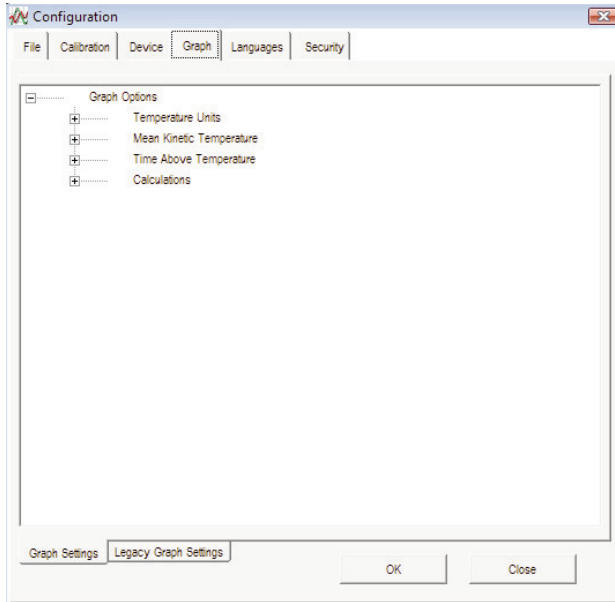 Configuration
File Calibration Device Graph Languages Security
Graph Options
Temperature Units
Mean Kinetic Temperature
Time Above Temperature
Calculations
Graph Settings Legacy Graph Settings
OK Close